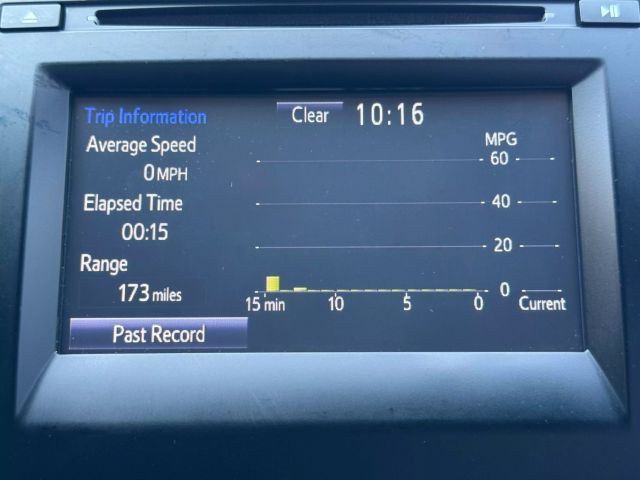 Trip Information Clear 10:16
Average Speed
0 MPH
Elapsed Time
00:15
Range
173 miles
Past Record
MPG
60
40
20
0
15 min 10 5 0 Current